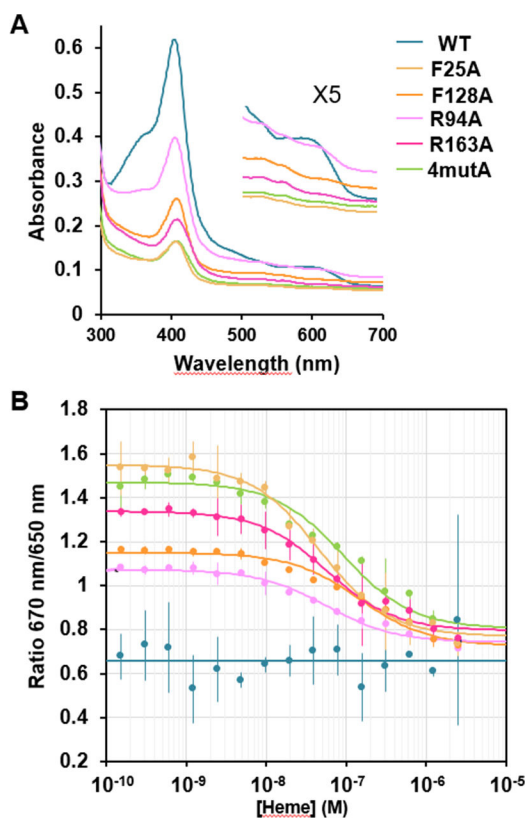 A
Absorbance
0.6
0.5
0.4
0.3
0.2
0.1
0
300
400
500
600
700
Wavelength (nm)
X5
WT
F25A
F128A
R94A
R163A
4mutA
B
Ratio 670 nm/650 nm
1.8
1.6
1.4
1.2
1
0.8
0.6
0.4
0.2
10-10
10-9
10-8
10-7
10-6
10-5
[Heme] (M)